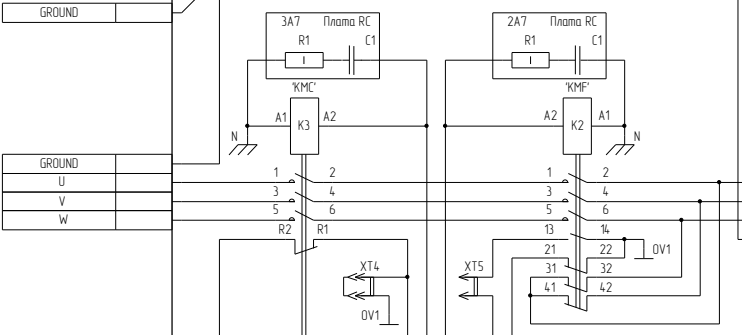 GROUND
3A7 Плата RC
R1 C1
2A7 Плата RC
R1 C1
'KMC'
'KMF'
A1 K3 A2
A2 K2 A1
N
N
GROUND
U
V
W
1 2
3 4
5 6
R2 R1
1 2
3 4
5 6
13 14
21 22
31 32
41 42
0V1
XT4
XT5
0V1